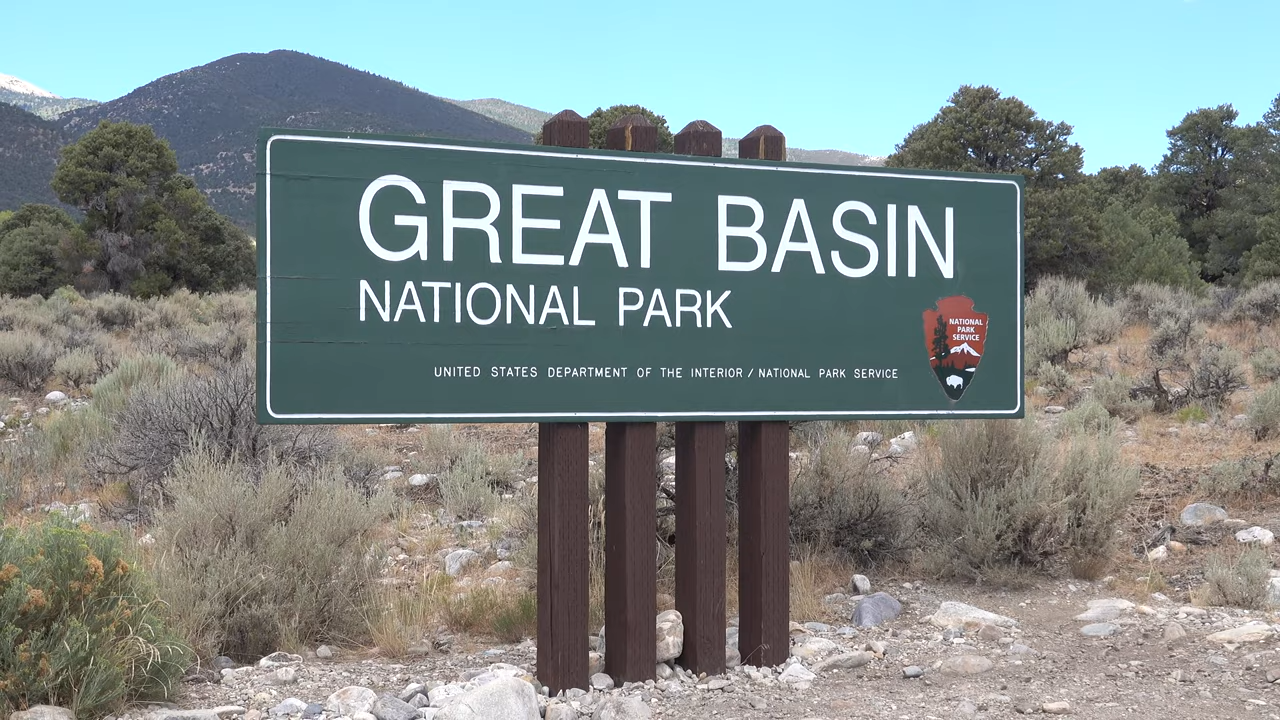 GREAT BASIN
NATIONAL PARK
UNITED STATES DEPARTMENT OF THE INTERIOR / NATIONAL PARK SERVICE
NATIONAL
PARK
SERVICE